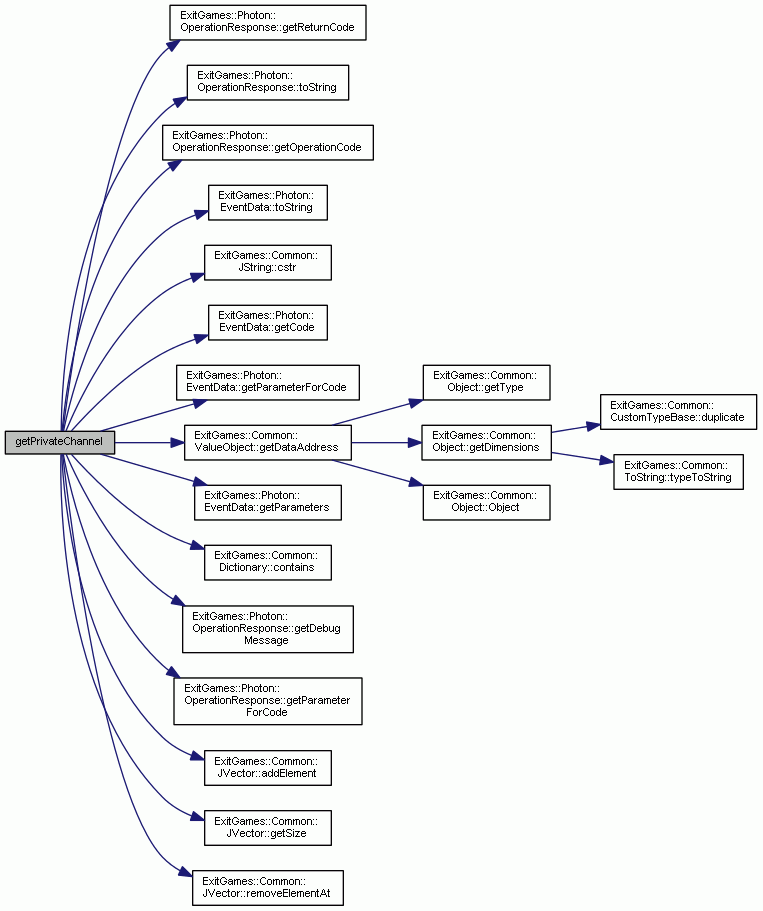 ExitGames::Photon::
OperationResponse::getReturnCode
ExitGames::Photon::
OperationResponse::toString
ExitGames::Photon::
OperationResponse::getOperationCode
ExitGames::Photon::
EventData::toString
ExitGames::Common::
JString::cstr
ExitGames::Photon::
EventData::getCode
ExitGames::Photon::
EventData::getParameterForCode
getPrivateChannel
ExitGames::Common::
ValueObject::getDataAddress
ExitGames::Common::
Object::getType
ExitGames::Common::
Object::getDimensions
ExitGames::Common::
Object::Object
ExitGames::Common::
CustomTypeBase::duplicate
ExitGames::Common::
ToString::typeToString
ExitGames::Photon::
EventData::getParameters
ExitGames::Common::
Dictionary::contains
ExitGames::Photon::
OperationResponse::getDebug
Message
ExitGames::Photon::
OperationResponse::getParameter
ForCode
ExitGames::Common::
JVector::addElement
ExitGames::Common::
JVector::getSize
ExitGames::Common::
JVector::removeElementAt